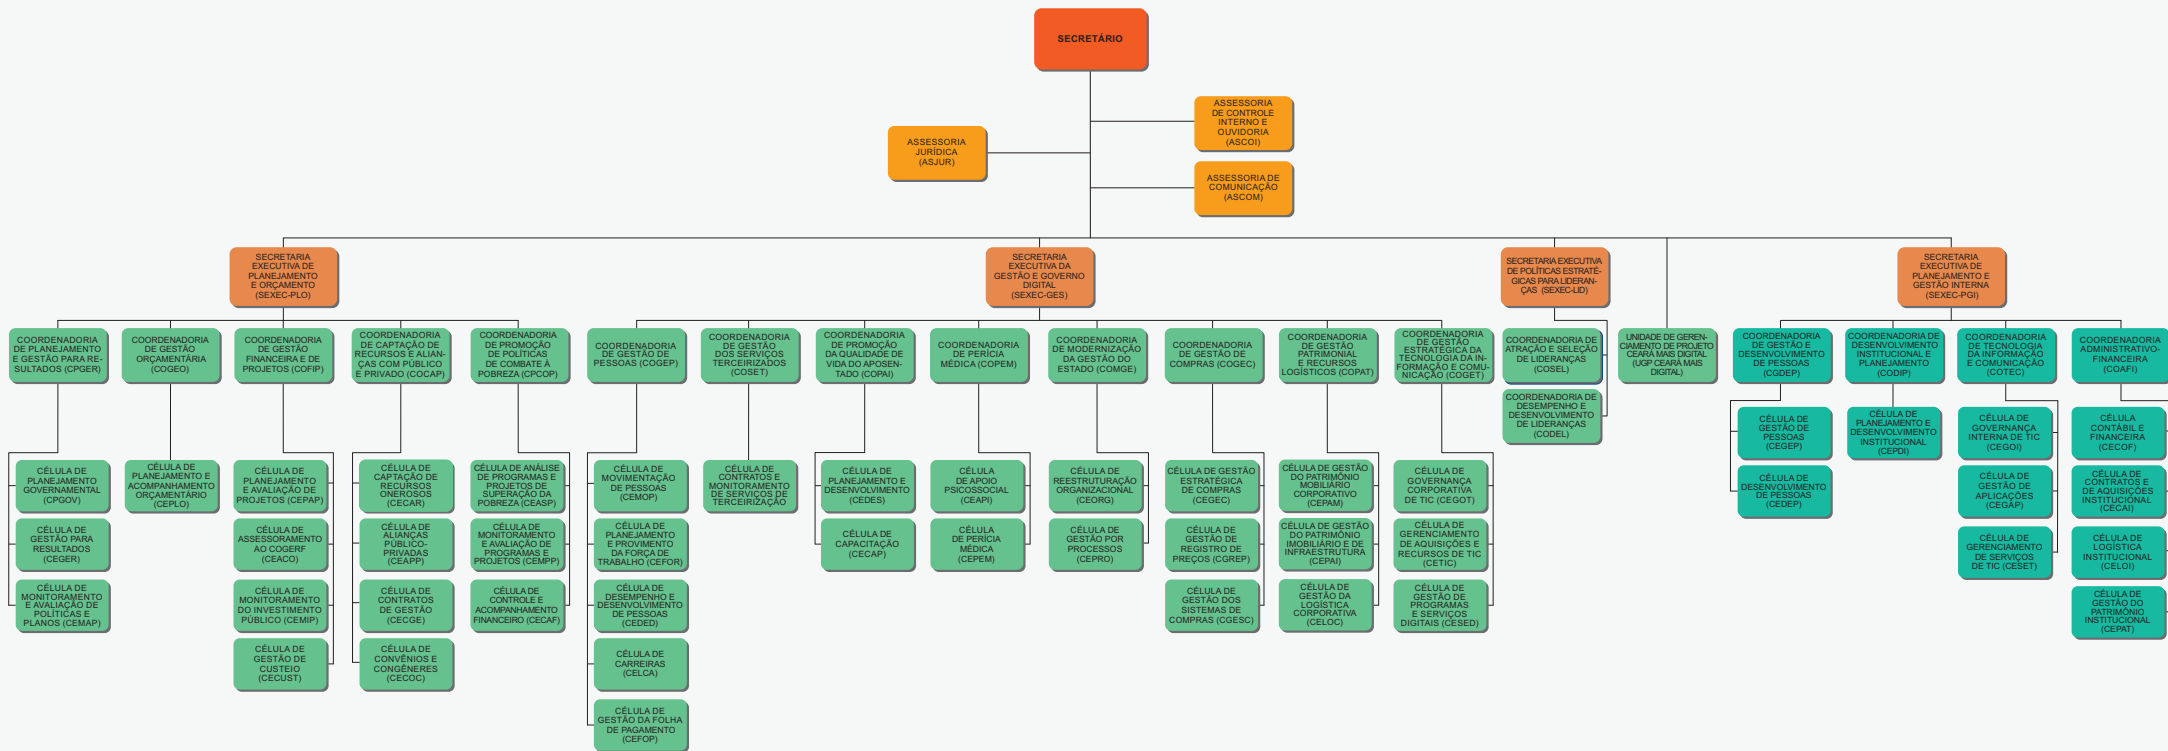 SECRETÁRIO
ASSESSORIA
DE CONTROLE
INTERNO E
OUVIDORIA
(ASCOI)
ASSESSORIA
JURÍDICA
(ASJUR)
ASSESSORIA DE
COMUNICAÇÃO
(ASCOM)
SECRETARIA
EXECUTIVA DE
PLANEJAMENTO
E ORÇAMENTO
(SEXEC-PLO)
SECRETARIA
EXECUTIVA DA
GESTÃO E GOVERNO
DIGITAL
(SEXEC-GES)
SECRETARIA EXECUTIVA
DE POLÍTICAS ESTRATÉ-
GICAS PARA LIDERAN-
ÇAS (SEXEC-LID)
SECRETARIA
EXECUTIVA DE
PLANEJAMENTO E
GESTÃO INTERNA
(SEXEC-PGI)
COORDENADORIA
DE PLANEJAMENTO
E GESTÃO PARA RE-
SULTADOS (CPGER)
COORDENADORIA
DE GESTÃO
ORÇAMENTÁRIA
(COGEO)
COORDENADORIA
DE GESTÃO
FINANCEIRA E DE
PROJETOS (COFIP)
COORDENADORIA
DE CAPTAÇÃO DE
RECURSOS E ALIAN-
ÇAS COM PÚBLICO
E PRIVADO (COCAP)
COORDENADORIA
DE PROMOÇÃO
DE POLÍTICAS
DE COMBATE À
POBREZA (CPCOP)
COORDENADORIA
DE GESTÃO DE
PESSOAS (COGEP)
COORDENADORIA
DE GESTÃO
DOS SERVIÇOS
TERCEIRIZADOS
(COSET)
COORDENADORIA
DE PROMOÇÃO
DA QUALIDADE DE
VIDA DO APOSEN-
TADO (COPAI)
COORDENADORIA
DE PERÍCIA
MÉDICA (COPEM)
COORDENADORIA
DE MODERNIZAÇÃO
DA GESTÃO DO
ESTADO (COMGE)
COORDENADORIA
DE GESTÃO DE
COMPRAS (COGEC)
COORDENADORIA
DE GESTÃO
PATRIMONIAL
E RECURSOS
LOGÍSTICOS (COPAT)
COORDENADORIA
DE GESTÃO
ESTRATÉGICA DA
TECNOLOGIA DA IN-
FORMAÇÃO E COMU-
NICAÇÃO (COGET)
COORDENADORIA DE
ATRAÇÃO E SELEÇÃO
DE LIDERANÇAS
(COSEL)
UNIDADE DE GEREN-
CIAMENTO DE PROJETO
CEARÁ MAIS DIGITAL
(UGP CEARÁ MAIS
DIGITAL)
COORDENADORIA
DE GESTÃO E
DESENVOLVIMENTO
DE PESSOAS
(CGDEP)
COORDENADORIA DE
DESENVOLVIMENTO
INSTITUCIONAL E
PLANEJAMENTO
(CODIP)
COORDENADORIA
DE TECNOLOGIA
DA INFORMAÇÃO
E COMUNICAÇÃO
(COTEC)
COORDENADORIA
ADMINISTRATIVO-
FINANCEIRA
(COAFI)
COORDENADORIA DE
DESEMPENHO E
DESENVOLVIMENTO
DE LIDERANÇAS
(CODEL)
CÉLULA DE
GESTÃO DE
PESSOAS
(CEGEP)
CÉLULA DE
PLANEJAMENTO E
DESENVOLVIMENTO
INSTITUCIONAL
(CEPDI)
CÉLULA DE
GOVERNANÇA
INTERNA DE TIC
(CEGOI)
CÉLULA
CONTÁBIL E
FINANCEIRA
(CECOF)
CÉLULA DE
PLANEJAMENTO
GOVERNAMENTAL
(CPGOV)
CÉLULA DE
PLANEJAMENTO E
ACOMPANHAMENTO
ORÇAMENTÁRIO
(CEPLO)
CÉLULA DE
PLANEJAMENTO
E AVALIAÇÃO DE
PROJETOS (CEPAP)
CÉLULA DE
CAPTAÇÃO DE
RECURSOS
ONEROSOS
(CECAR)
CÉLULA DE ANÁLISE
DE PROGRAMAS E
PROJETOS DE
SUPERAÇÃO DA
POBREZA (CEASP)
CÉLULA DE
MOVIMENTAÇÃO
DE PESSOAS
(CEMOP)
CÉLULA DE
CONTRATOS E
MONITORAMENTO
DE SERVIÇOS DE
TERCEIRIZAÇÃO
CÉLULA DE
PLANEJAMENTO E
DESENVOLVIMENTO
(CEDES)
CÉLULA
DE APOIO
PSICOSSOCIAL
(CEAPI)
CÉLULA DE
REESTRUTURAÇÃO
ORGANIZACIONAL
(CEORG)
CÉLULA DE GESTÃO
ESTRATÉGICA
DE COMPRAS
(CEGEC)
CÉLULA DE GESTÃO
DO PATRIMÔNIO
MOBILIÁRIO
CORPORATIVO
(CEPAM)
CÉLULA DE
GOVERNANÇA
CORPORATIVA
DE TIC (CEGOT)
CÉLULA DE
DESENVOLVIMENTO
DE PESSOAS
(CEDEP)
CÉLULA DE
GESTÃO DE
APLICAÇÕES
(CEGAP)
CÉLULA DE
CONTRATOS E
DE AQUISIÇÕES
INSTITUCIONAL
(CECAI)
CÉLULA DE
GESTÃO PARA
RESULTADOS
(CEGER)
CÉLULA DE
ASSESSORAMENTO
AO COGERF
(CEACO)
CÉLULA DE
ALIANÇAS
PÚBLICO-
PRIVADAS
(CEAPP)
CÉLULA DE
MONITORAMENTO
E AVALIAÇÃO DE
PROGRAMAS E
PROJETOS (CEMPP)
CÉLULA DE
PLANEJAMENTO
E PROVIMENTO
DA FORÇA DE
TRABALHO (CEFOR)
CÉLULA DE
CAPACITAÇÃO
(CECAP)
CÉLULA
DE PERÍCIA
MÉDICA
(CEPEM)
CÉLULA DE
GESTÃO POR
PROCESSOS
(CEPRO)
CÉLULA DE
GESTÃO DE
REGISTRO DE
PREÇOS (CGREP)
CÉLULA DE GESTÃO
DO PATRIMÔNIO
IMOBILIÁRIO E DE
INFRAESTRUTURA
(CEPAI)
CÉLULA DE
GERENCIAMENTO
DE AQUISIÇÕES E
RECURSOS DE TIC
(CETIC)
CÉLULA DE
GERENCIAMENTO
DE SERVIÇOS
DE TIC (CESET)
CÉLULA DE
LOGÍSTICA
INSTITUCIONAL
(CELOI)
CÉLULA DE
MONITORAMENTO
E AVALIAÇÃO DE
POLÍTICAS E
PLANOS (CEMAP)
CÉLULA DE
MONITORAMENTO
DO INVESTIMENTO
PÚBLICO (CEMIP)
CÉLULA DE
CONTRATOS
DE GESTÃO
(CECGE)
CÉLULA DE
CONTROLE E
ACOMPANHAMENTO
FINANCEIRO (CECAF)
CÉLULA DE
DESEMPENHO E
DESENVOLVIMENTO
DE PESSOAS
(CEDED)
CÉLULA DE
GESTÃO DOS
SISTEMAS DE
COMPRAS (CGESC)
CÉLULA DE
GESTÃO DA
LOGÍSTICA
CORPORATIVA
(CELOC)
CÉLULA DE
GESTÃO DE
PROGRAMAS
E SERVIÇOS
DIGITAIS (CESED)
CÉLULA DE
GESTÃO DO
PATRIMÔNIO
INSTITUCIONAL
(CEPAT)
CÉLULA DE
GESTÃO DE
CUSTEIO
(CECUST)
CÉLULA DE
CONVÊNIOS E
CONGÊNERES
(CECOC)
CÉLULA DE
CARREIRAS
(CELCA)
CÉLULA DE
GESTÃO DA FOLHA
DE PAGAMENTO
(CEFOP)